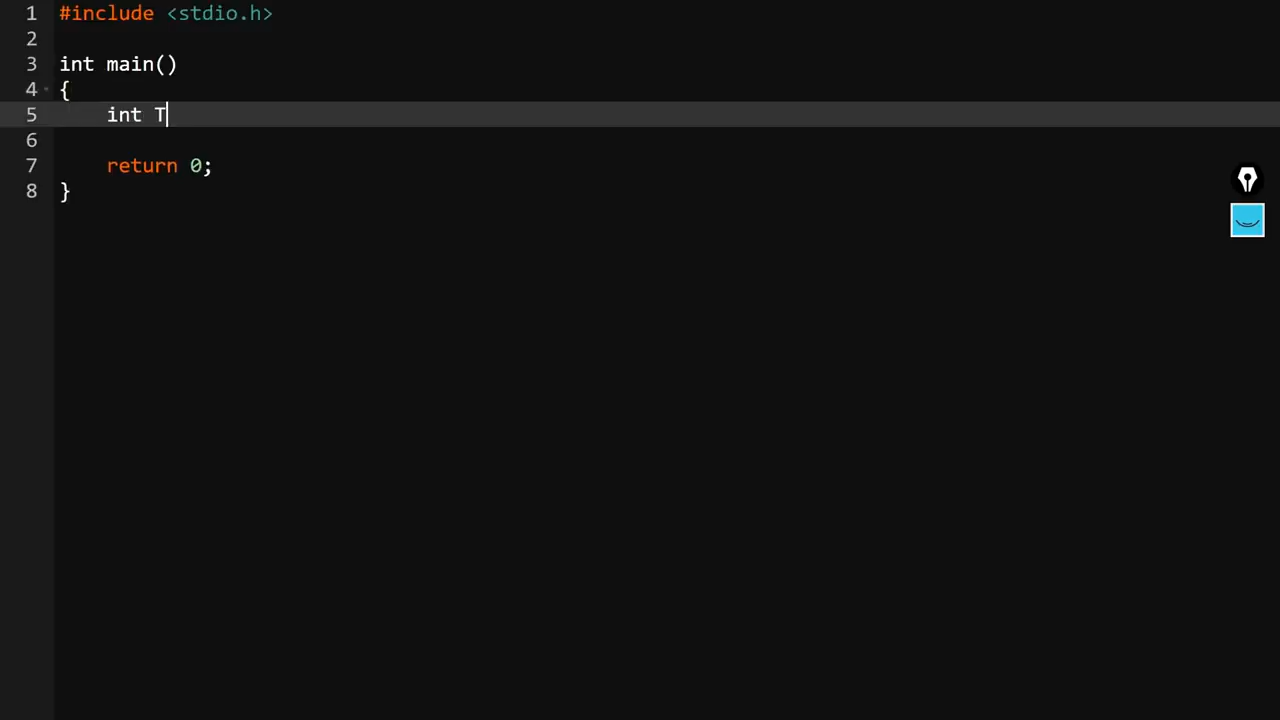 1 #include <stdio.h>
2
3 int main()
4 {
5     int T
6
7     return 0;
8 }